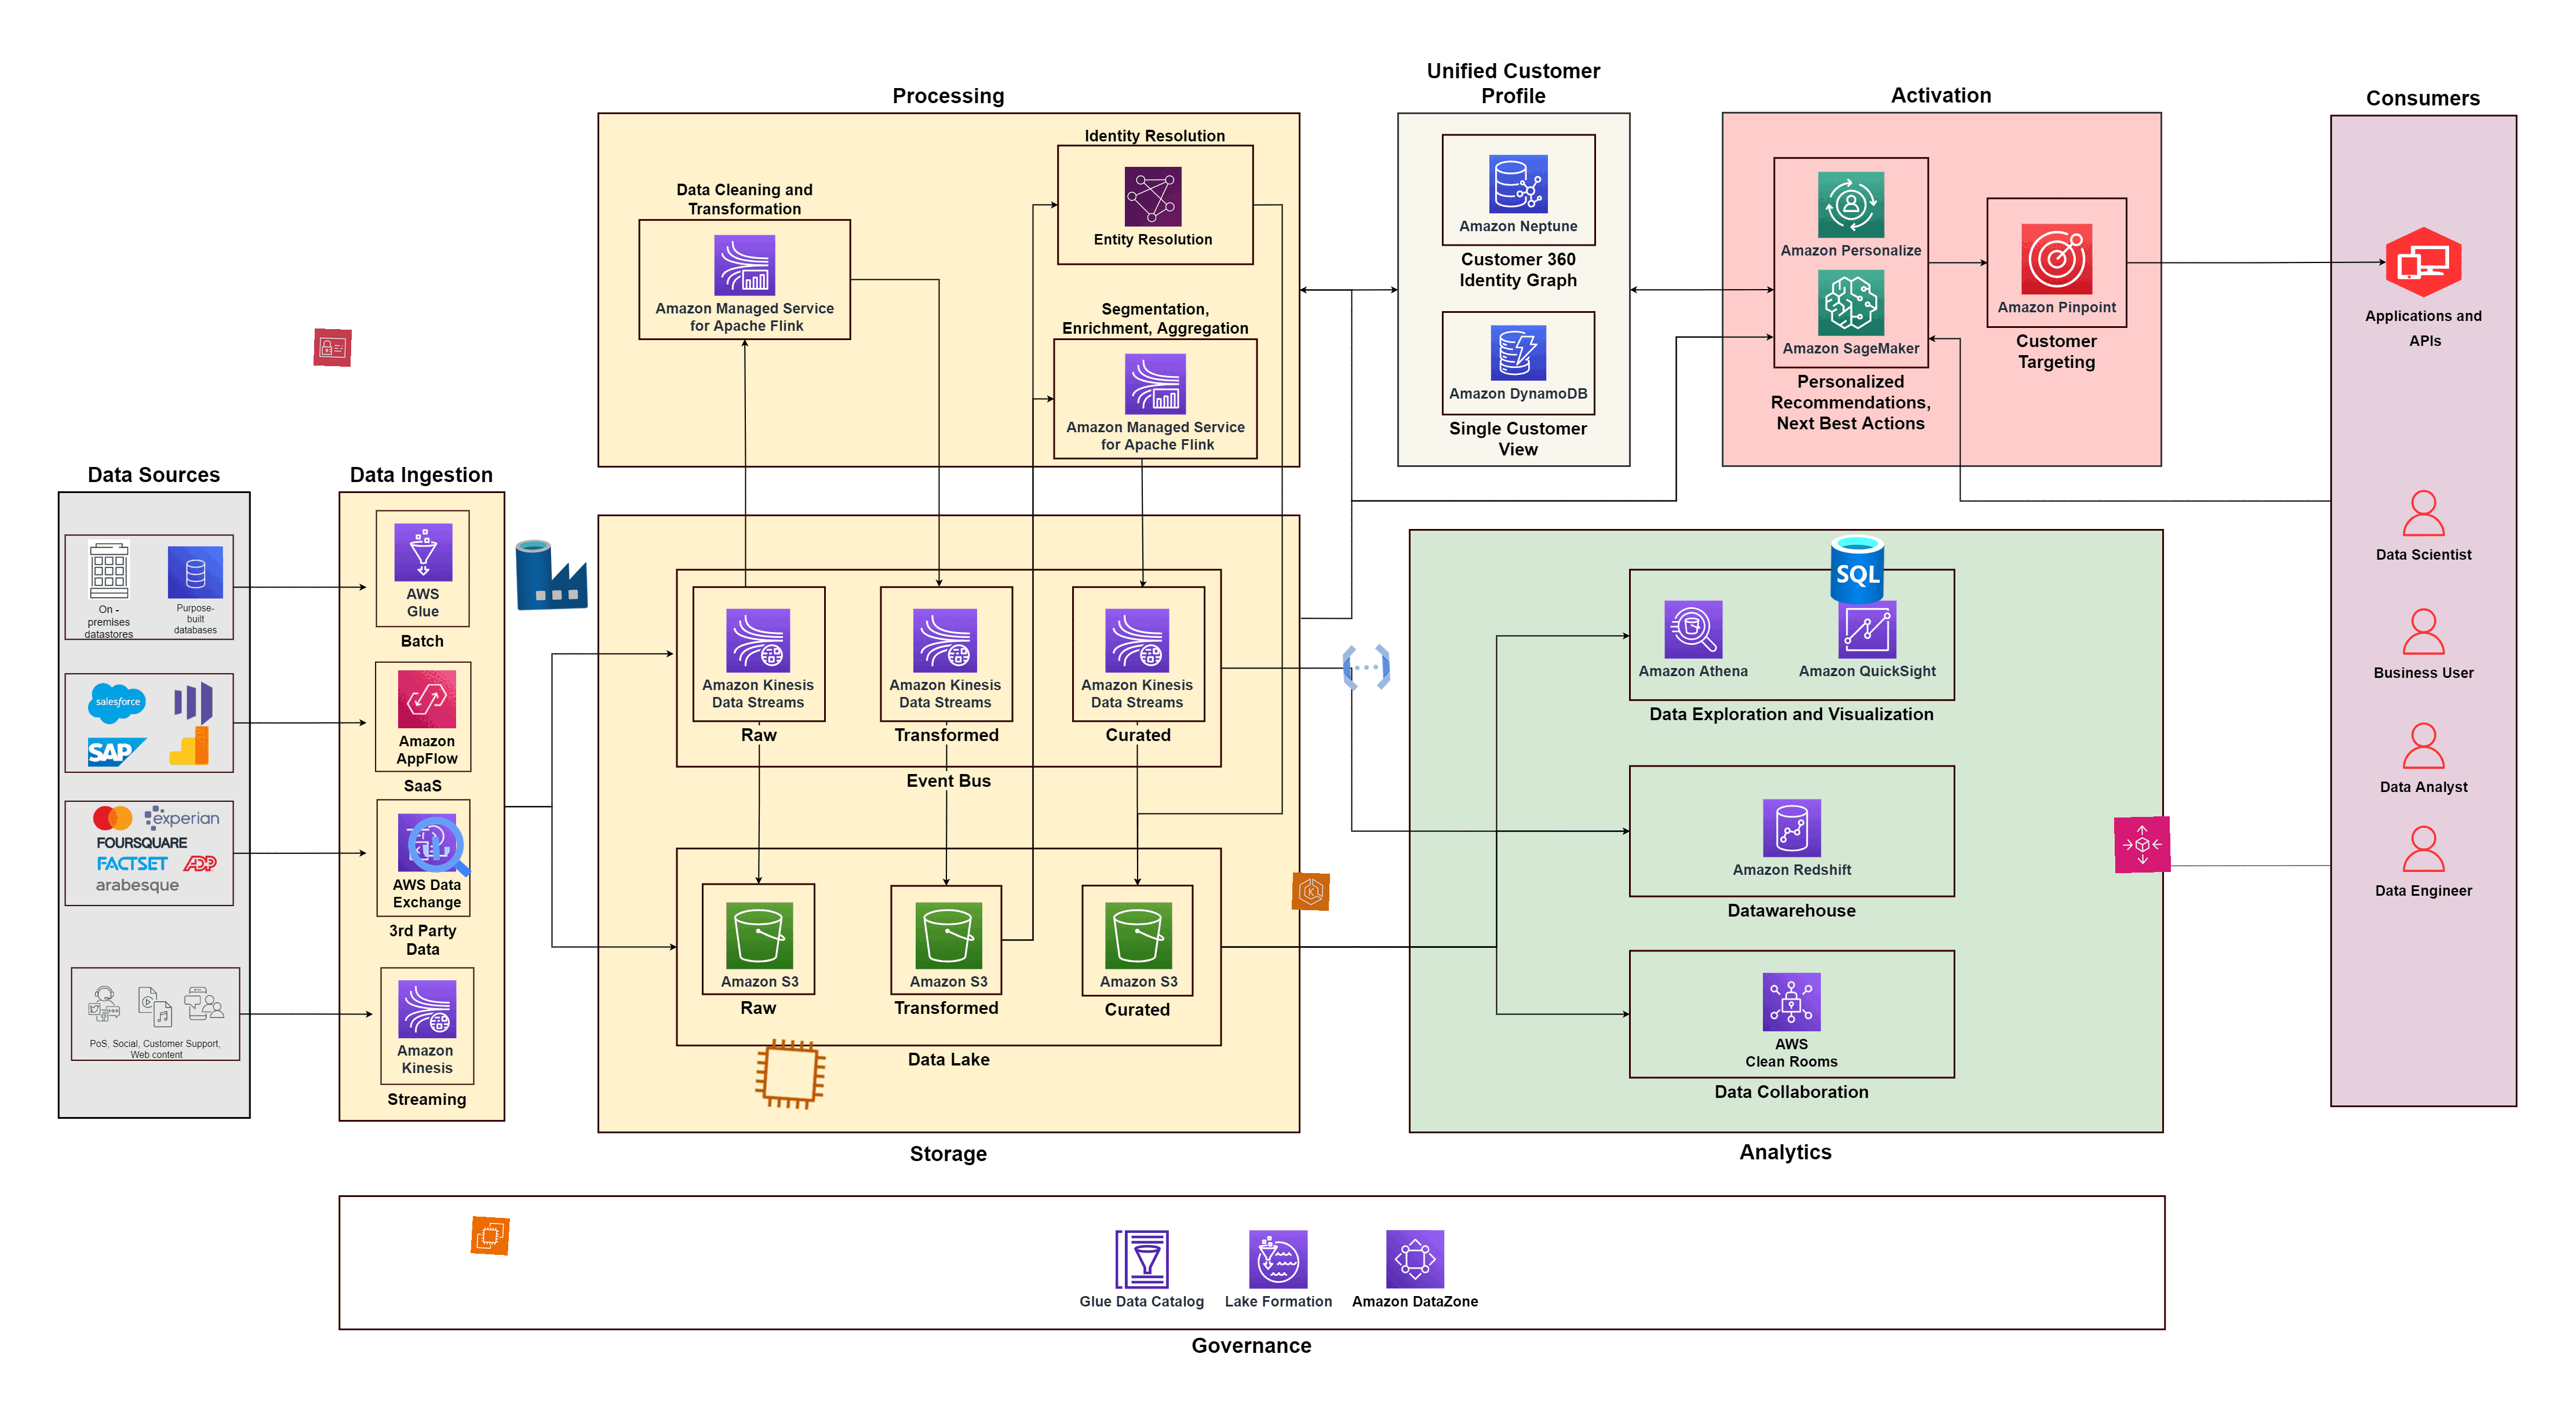 Data Sources
On -
premises
datastores
Purpose-
built
databases
salesforce
SAP
experian
FOURSQUARE
FACTSET
ADP
arabesque
PoS, Social, Customer Support,
Web content
Data Ingestion
AWS
Glue
Batch
Amazon
AppFlow
SaaS
AWS Data
Exchange
3rd Party
Data
Amazon
Kinesis
Streaming
Processing
Data Cleaning and
Transformation
Amazon Managed Service
for Apache Flink
Identity Resolution
Entity Resolution
Segmentation,
Enrichment, Aggregation
Amazon Managed Service
for Apache Flink
Amazon Kinesis
Data Streams
Raw
Amazon Kinesis
Data Streams
Transformed
Amazon Kinesis
Data Streams
Curated
Event Bus
Amazon S3
Raw
Amazon S3
Transformed
Amazon S3
Curated
Data Lake
Storage
Unified Customer
Profile
Amazon Neptune
Customer 360
Identity Graph
Amazon DynamoDB
Single Customer
View
Activation
Amazon Personalize
Amazon SageMaker
Personalized
Recommendations,
Next Best Actions
Amazon Pinpoint
Customer
Targeting
SQL
Amazon Athena
Amazon QuickSight
Data Exploration and Visualization
Amazon Redshift
Datawarehouse
AWS
Clean Rooms
Data Collaboration
Analytics
Consumers
Applications and
APIs
Data Scientist
Business User
Data Analyst
Data Engineer
K
Glue Data Catalog
Lake Formation
Amazon DataZone
Governance